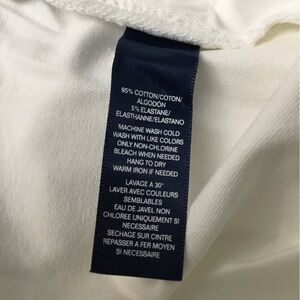 95% COTTON/COTON/
ALGODÓN
5% ELASTANE/
ELASTHANNE/ELASTANO
MACHINE WASH COLD
WASH WITH LIKE COLORS
ONLY NON-CHLORINE
BLEACH WHEN NEEDED
HANG TO DRY
WARM IRON IF NEEDED
LAVAGE A 30°
LAVER AVEC COULEURS
SEMBLABLES
EAU DE JAVEL NON
CHLOREE UNIQUEMENT SI
NECESSAIRE
SECHAGE SUR CINTRE
REPASSER A FER MOYEN
SI NECESSAIRE